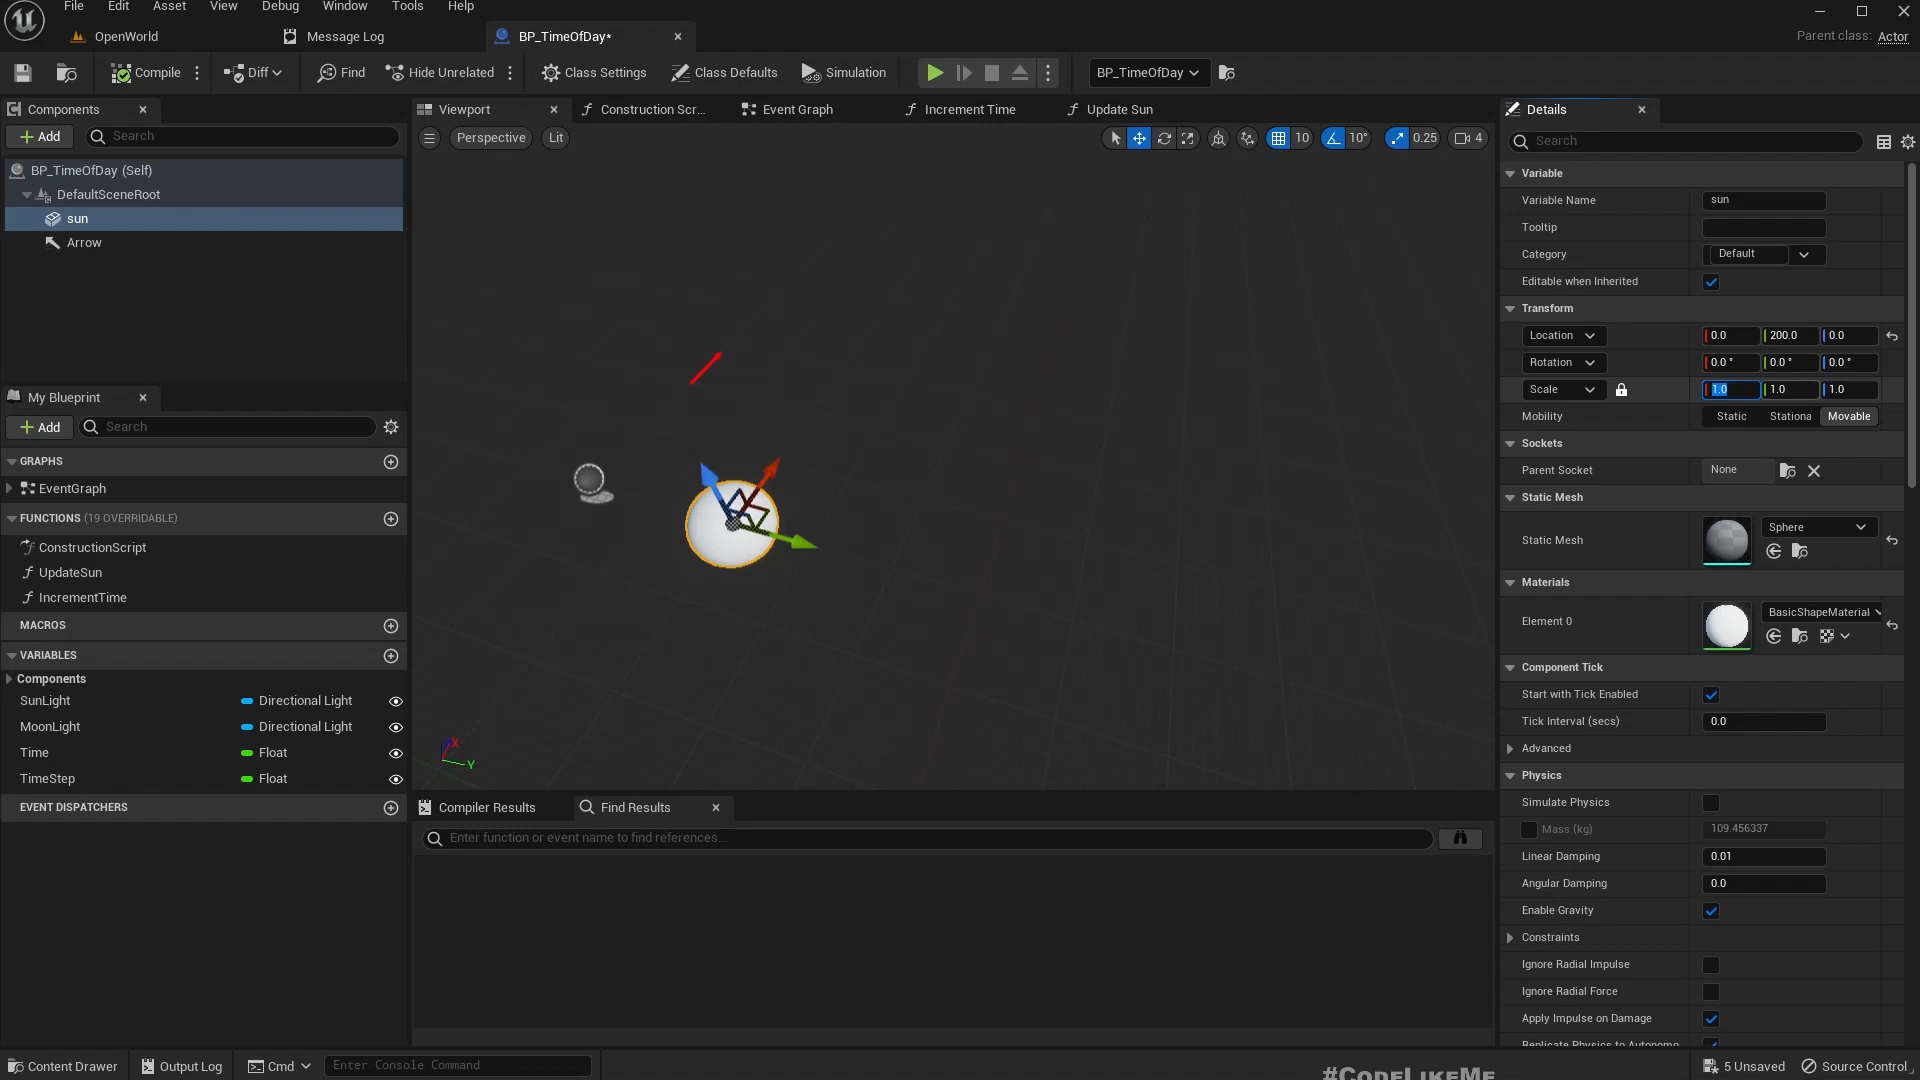 File Edit Asset View Debug Window Tools Help
OpenWorld Message Log BP_TimeOfDay* Parent class: Actor
Compile Diff Find Hide Unrelated Class Settings Class Defaults Simulation BP_TimeOfDay
Components
Add Search
BP_TimeOfDay (Self)
DefaultSceneRoot
sun
Arrow
My Blueprint
Add Search
GRAPHS
EventGraph
FUNCTIONS (19 OVERRIDABLE)
ConstructionScript
UpdateSun
IncrementTime
MACROS
VARIABLES
Components
SunLight Directional Light
MoonLight Directional Light
Time Float
TimeStep Float
EVENT DISPATCHERS
Viewport Construction Scr... Event Graph Increment Time Update Sun
Perspective Lit 10 10° 0.25 4
X
Y
Compiler Results Find Results
Enter function or event name to find references...
Details
Search
Variable
Variable Name sun
Tooltip
Category Default
Editable when Inherited
Transform
Location 0.0 200.0 0.0
Rotation 0.0 ° 0.0 ° 0.0 °
Scale 1.0 1.0 1.0
Mobility Static Stationa Movable
Sockets
Parent Socket None
Static Mesh
Static Mesh Sphere
Materials
Element 0 BasicShapeMaterial
Component Tick
Start with Tick Enabled
Tick Interval (secs) 0.0
Advanced
Physics
Simulate Physics
Mass (kg) 109.456337
Linear Damping 0.01
Angular Damping 0.0
Enable Gravity
Constraints
Ignore Radial Impulse
Ignore Radial Force
Apply Impulse on Damage
Replicate Physics to Autonomo
Content Drawer Output Log Cmd Enter Console Command #CodeLikeMe 5 Unsaved Source Control